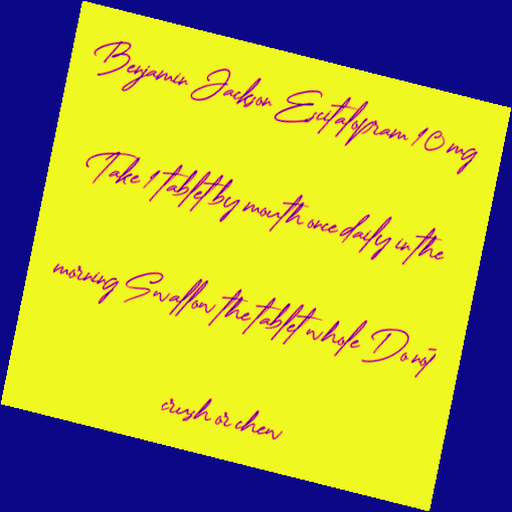 Benjamin Jackson Escitalopram 10 mg
Take 1 tablet by mouth once daily in the
morning Swallow the tablet whole Do not
crush or chew